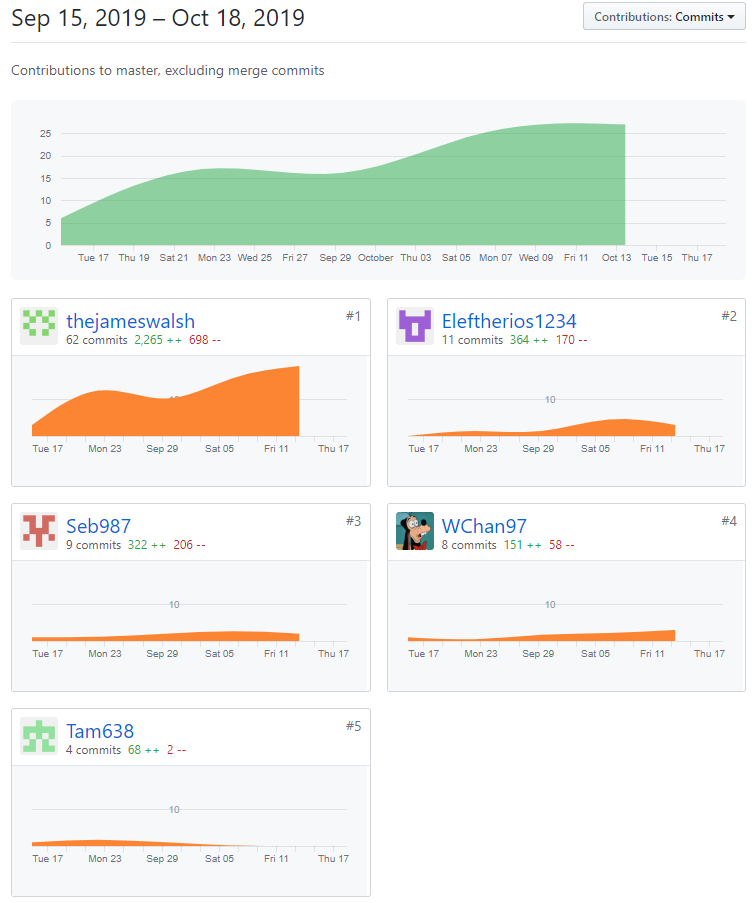 Sep 15, 2019 – Oct 18, 2019
Contributions: Commits
Contributions to master, excluding merge commits
25
20
15
10
5
0
Tue 17 Thu 19 Sat 21 Mon 23 Wed 25 Fri 27 Sep 29 October Thu 03 Sat 05 Mon 07 Wed 09 Fri 11 Oct 13 Tue 15 Thu 17
thejameswalsh #1
62 commits 2,265 ++ 698 --
10
Tue 17 Mon 23 Sep 29 Sat 05 Fri 11 Thu 17
Eleftherios1234 #2
11 commits 364 ++ 170 --
10
Tue 17 Mon 23 Sep 29 Sat 05 Fri 11 Thu 17
Seb987 #3
9 commits 322 ++ 206 --
10
Tue 17 Mon 23 Sep 29 Sat 05 Fri 11 Thu 17
WChan97 #4
8 commits 151 ++ 58 --
10
Tue 17 Mon 23 Sep 29 Sat 05 Fri 11 Thu 17
Tam638 #5
4 commits 68 ++ 2 --
10
Tue 17 Mon 23 Sep 29 Sat 05 Fri 11 Thu 17